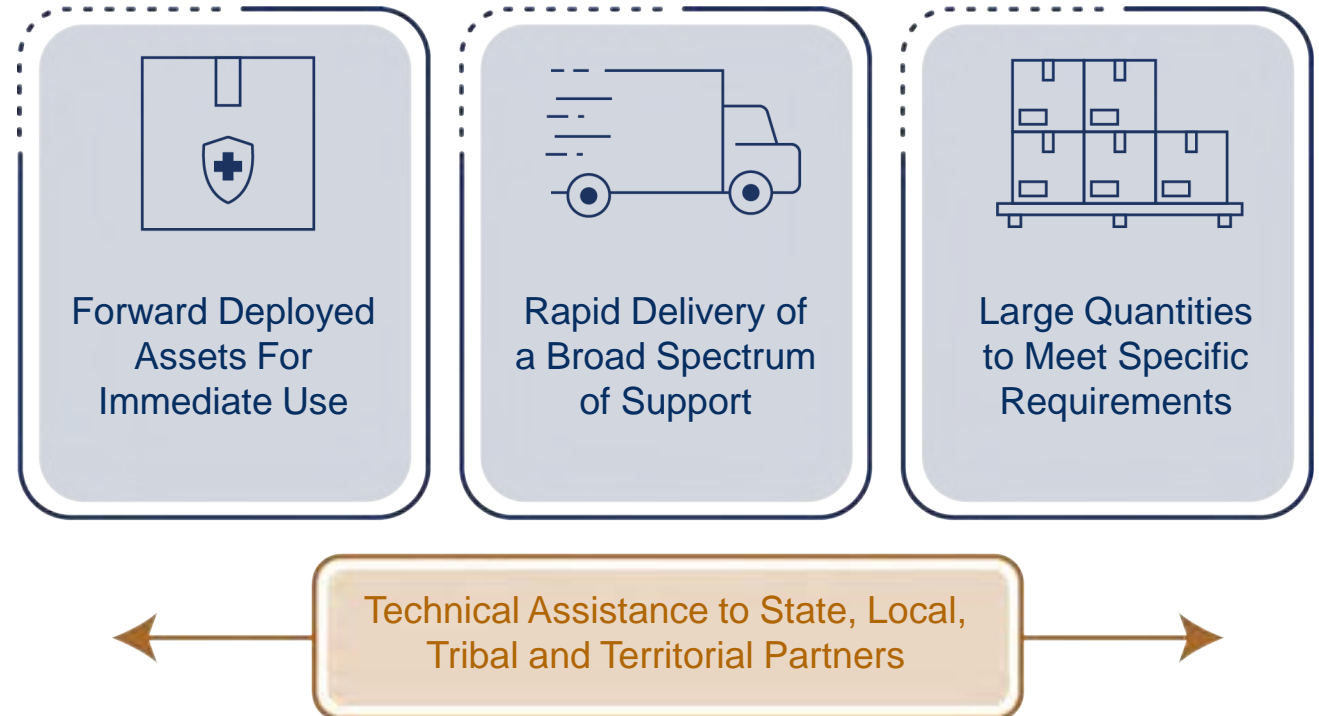 Forward Deployed
Assets For
Immediate Use
Rapid Delivery of
a Broad Spectrum
of Support
Large Quantities
to Meet Specific
Requirements
Technical Assistance to State, Local,
Tribal and Territorial Partners